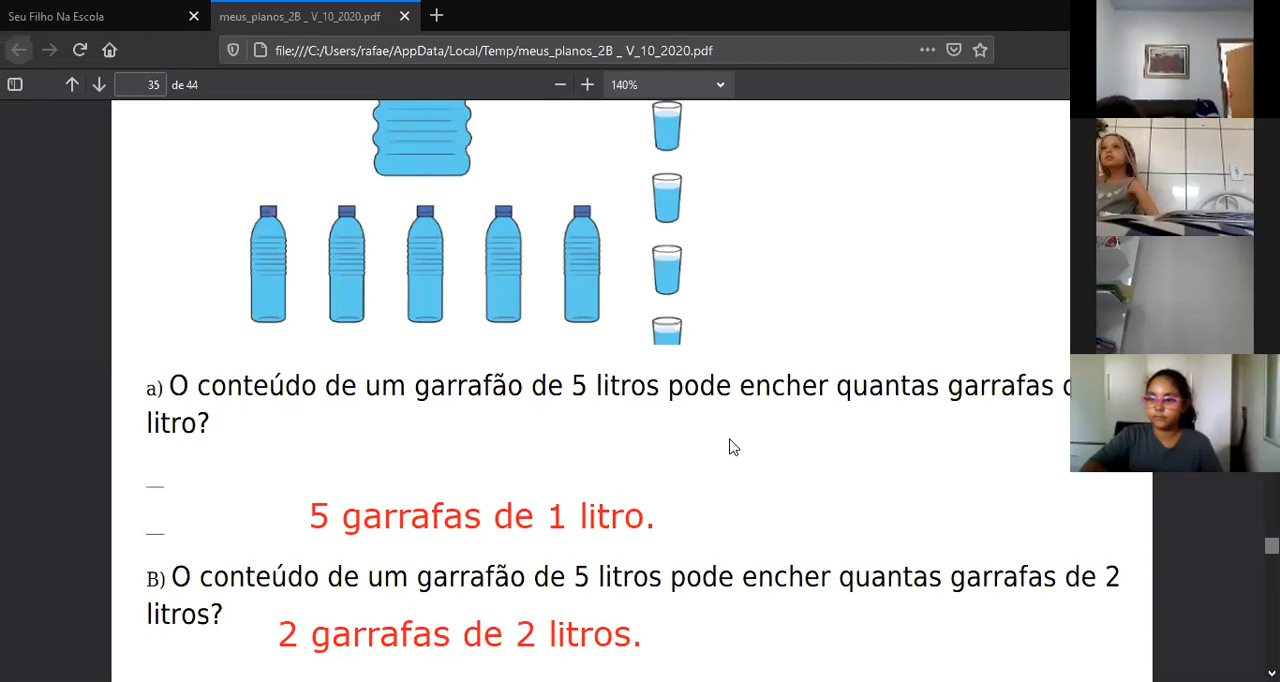 Seu Filho Na Escola
meus_planos_2B _ V_10_2020.pdf
file:///C:/Users/rafae/AppData/Local/Temp/meus_planos_2B _ V_10_2020.pdf
35 de 44
140%
a) O conteúdo de um garrafão de 5 litros pode encher quantas garrafas
litro?
5 garrafas de 1 litro.
B) O conteúdo de um garrafão de 5 litros pode encher quantas garrafas de 2
litros?
2 garrafas de 2 litros.